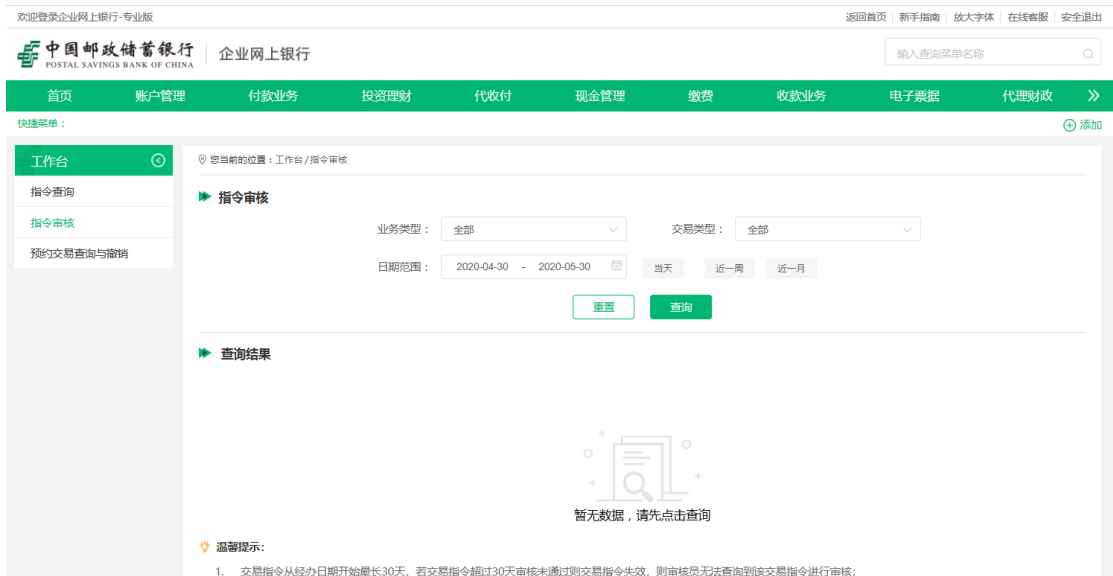 欢迎登录企业网上银行-专业版 返回首页 新手指南 放大字体 在线客服 安全退出
中国邮政储蓄银行 企业网上银行 输入查询菜单名称
POSTAL SAVINGS BANK OF CHINA
首页 账户管理 付款业务 投资理财 代收付 现金管理 缴费 收款业务 电子票据 代理财政
快捷菜单： 添加
工作台 您当前的位置：工作台/指令审核
指令查询
指令审核
指令审核
预约交易查询与撤销
业务类型： 全部 交易类型： 全部
日期范围： 2020-04-30 - 2020-05-30 当天 近一周 近一月
重置 查询
查询结果
暂无数据，请先点击查询
温馨提示：
1. 交易指令从经办日期开始最长30天，若交易指令超过30天审核未通过则交易指令失效，则审核员无法查询到该交易指令进行审核；